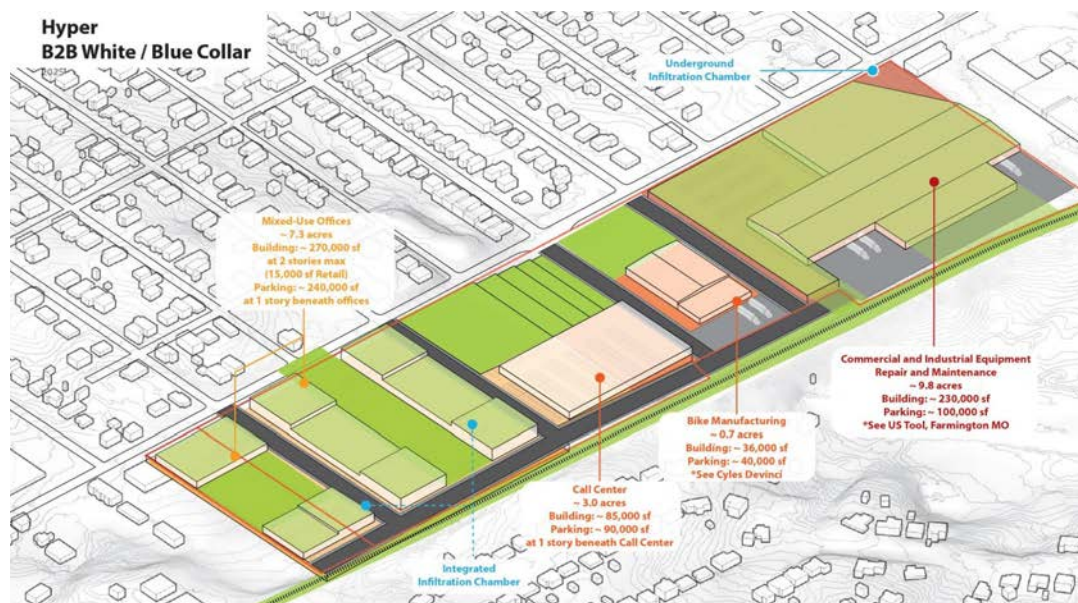 Hyper
B2B White / Blue Collar
2025
Underground
Infiltration Chamber
Mixed-Use Offices
~ 7.3 acres
Building: ~ 270,000 sf
at 2 stories max
(15,000 sf Retail)
Parking: ~ 240,000 sf
at 1 story beneath offices
Commercial and Industrial Equipment
Repair and Maintenance
~ 9.8 acres
Building: ~ 230,000 sf
Parking: ~ 100,000 sf
*See US Tool, Farmington MO
Bike Manufacturing
~ 0.7 acres
Building: ~ 36,000 sf
Parking: ~ 40,000 sf
*See Cyles Devinci
Call Center
~ 3.0 acres
Building: ~ 85,000 sf
Parking: ~ 90,000 sf
at 1 story beneath Call Center
Integrated
Infiltration Chamber